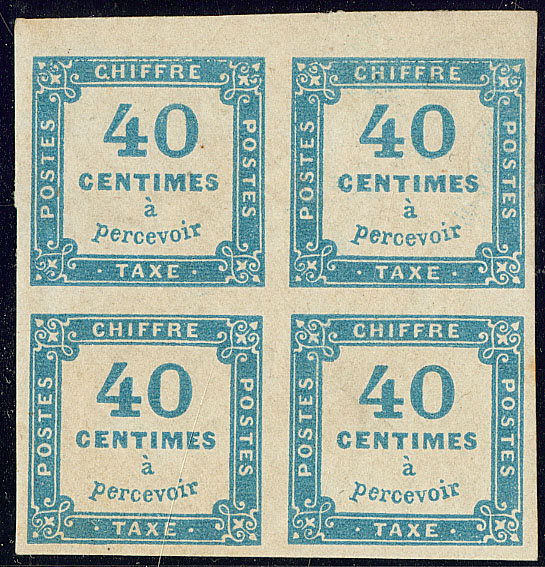 CHIFFRE
POSTES
40
CENTIMES
à
percevoir
POSTES
· TAXE ·
CHIFFRE
POSTES
40
CENTIMES
à
percevoir
POSTES
· TAXE ·
CHIFFRE
POSTES
40
CENTIMES
à
percevoir
POSTES
· TAXE ·
CHIFFRE
POSTES
40
CENTIMES
à
percevoir
POSTES
· TAXE ·